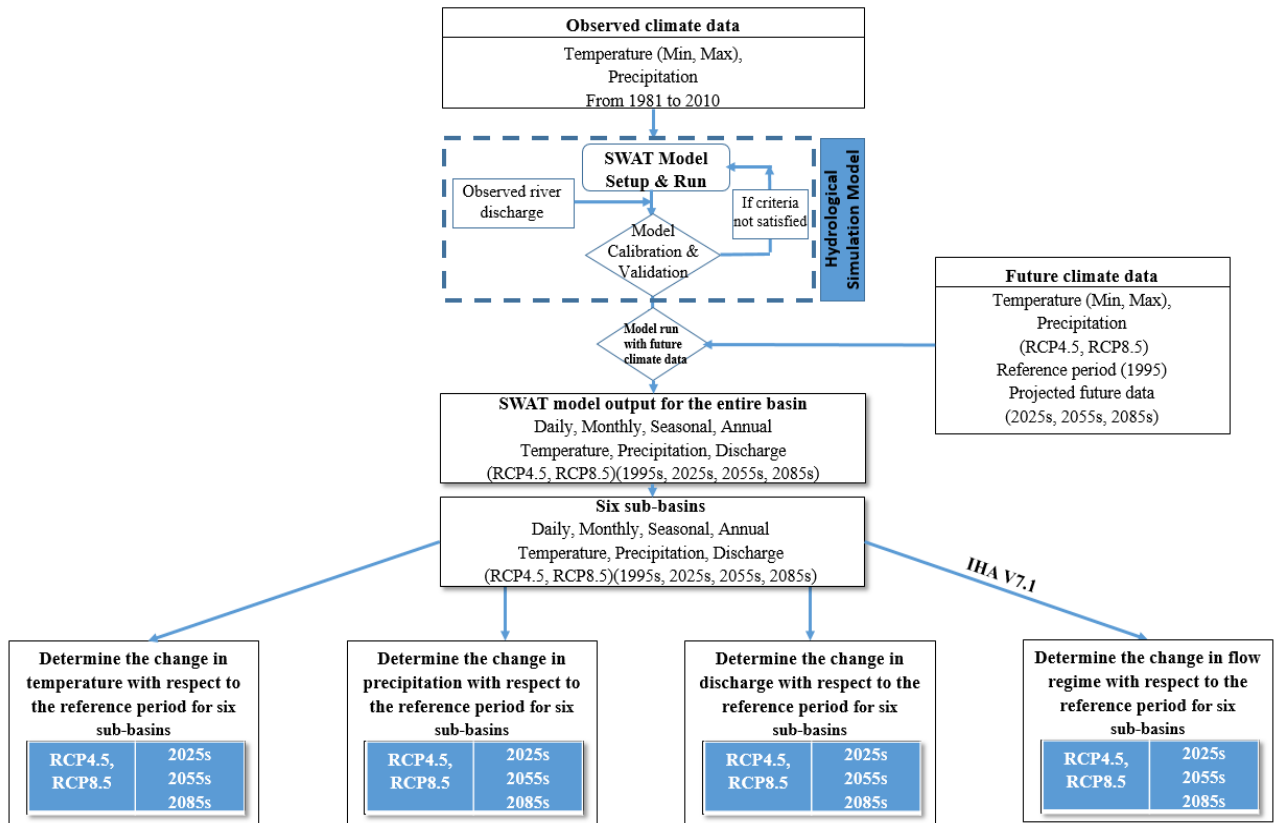 Observed climate data
Temperature (Min, Max),
Precipitation
From 1981 to 2010
SWAT Model
Setup & Run
Observed river
discharge
If criteria
not satisfied
Model
Calibration &
Validation
Hydrological
Simulation Model
Future climate data
Temperature (Min, Max),
Precipitation
(RCP4.5, RCP8.5)
Reference period (1995)
Projected future data
(2025s, 2055s, 2085s)
Model run
with future
climate data
SWAT model output for the entire basin
Daily, Monthly, Seasonal, Annual
Temperature, Precipitation, Discharge
(RCP4.5, RCP8.5)(1995s, 2025s, 2055s, 2085s)
Six sub-basins
Daily, Monthly, Seasonal, Annual
Temperature, Precipitation, Discharge
(RCP4.5, RCP8.5)(1995s, 2025s, 2055s, 2085s)
IHA V7.1
Determine the change in
temperature with respect to
the reference period for six
sub-basins
RCP4.5,
RCP8.5
2025s
2055s
2085s
Determine the change in
precipitation with respect to
the reference period for six
sub-basins
RCP4.5,
RCP8.5
2025s
2055s
2085s
Determine the change in
discharge with respect to the
reference period for six
sub-basins
RCP4.5,
RCP8.5
2025s
2055s
2085s
Determine the change in flow
regime with respect to the
reference period for six
sub-basins
RCP4.5,
RCP8.5
2025s
2055s
2085s